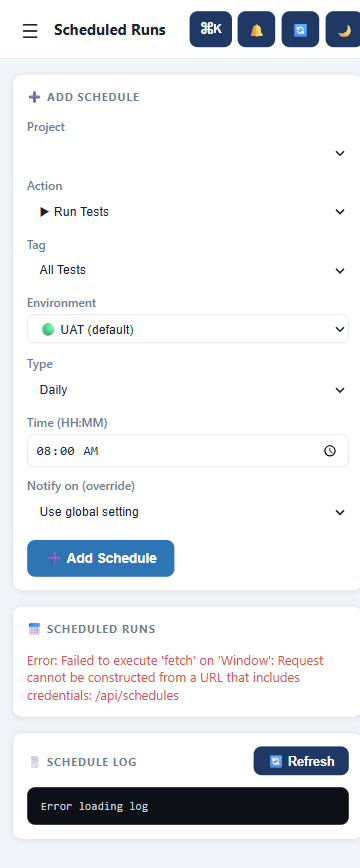 Scheduled Runs
⌘K
ADD SCHEDULE
Project
Action
▶ Run Tests
Tag
All Tests
Environment
UAT (default)
Type
Daily
Time (HH:MM)
08:00 AM
Notify on (override)
Use global setting
Add Schedule
SCHEDULED RUNS
Error: Failed to execute 'fetch' on 'Window': Request
cannot be constructed from a URL that includes
credentials: /api/schedules
SCHEDULE LOG
Refresh
Error loading log